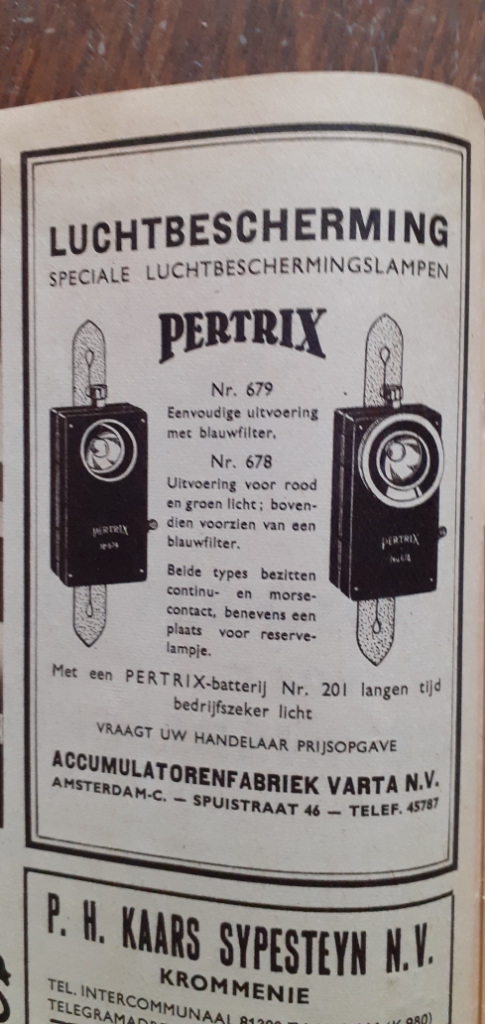 LUCHTBESCHERMING
SPECIALE LUCHTBESCHERMINGSLAMPEN
PERTRIX
Nr. 679
Eenvoudige uitvoering
met blauwfilter.
Nr. 678
Uitvoering voor rood
en groen licht; boven-
dien voorzien van een
blauwfilter.
Beide types bezitten
continu- en morse-
contact, benevens een
plaats voor reserve-
lampje.
PERTRIX
PERTRIX
Met een PERTRIX-batterij Nr. 201 langen tijd
bedrijfszeker licht
VRAAGT UW HANDELAAR PRIJSOPGAVE
ACCUMULATORENFABRIEK VARTA N.V.
AMSTERDAM-C. — SPUISTRAAT 46 — TELEF. 45787
P. H. KAARS SYPESTEYN N.V.
KROMMENIE
TEL. INTERCOMMUNAAL